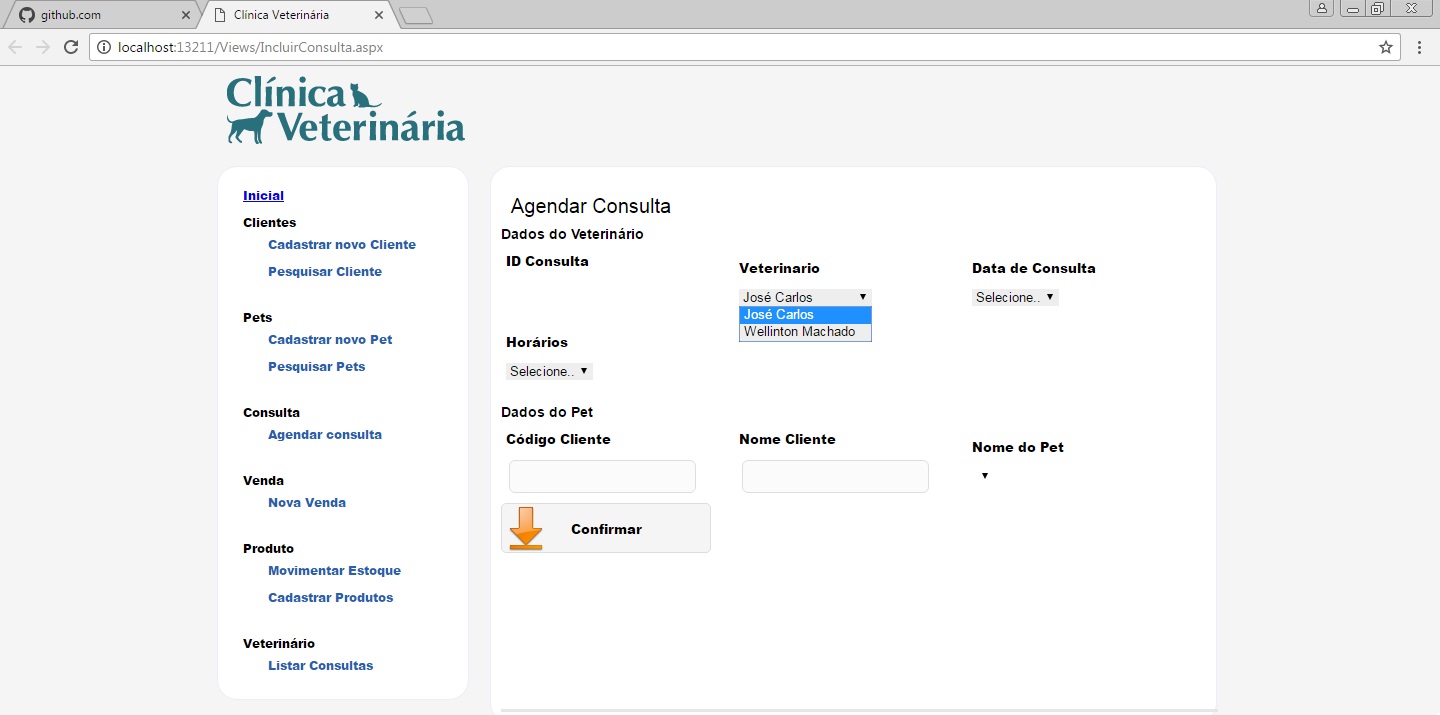 github.com
Clínica Veterinária
localhost:13211/Views/IncluirConsulta.aspx
Clínica
Veterinária
Inicial
Clientes
Cadastrar novo Cliente
Pesquisar Cliente
Pets
Cadastrar novo Pet
Pesquisar Pets
Consulta
Agendar consulta
Venda
Nova Venda
Produto
Movimentar Estoque
Cadastrar Produtos
Veterinário
Listar Consultas
Agendar Consulta
Dados do Veterinário
ID Consulta
Veterinario
Data de Consulta
José Carlos
Selecione..
José Carlos
Wellinton Machado
Horários
Selecione..
Dados do Pet
Código Cliente
Nome Cliente
Nome do Pet
Confirmar